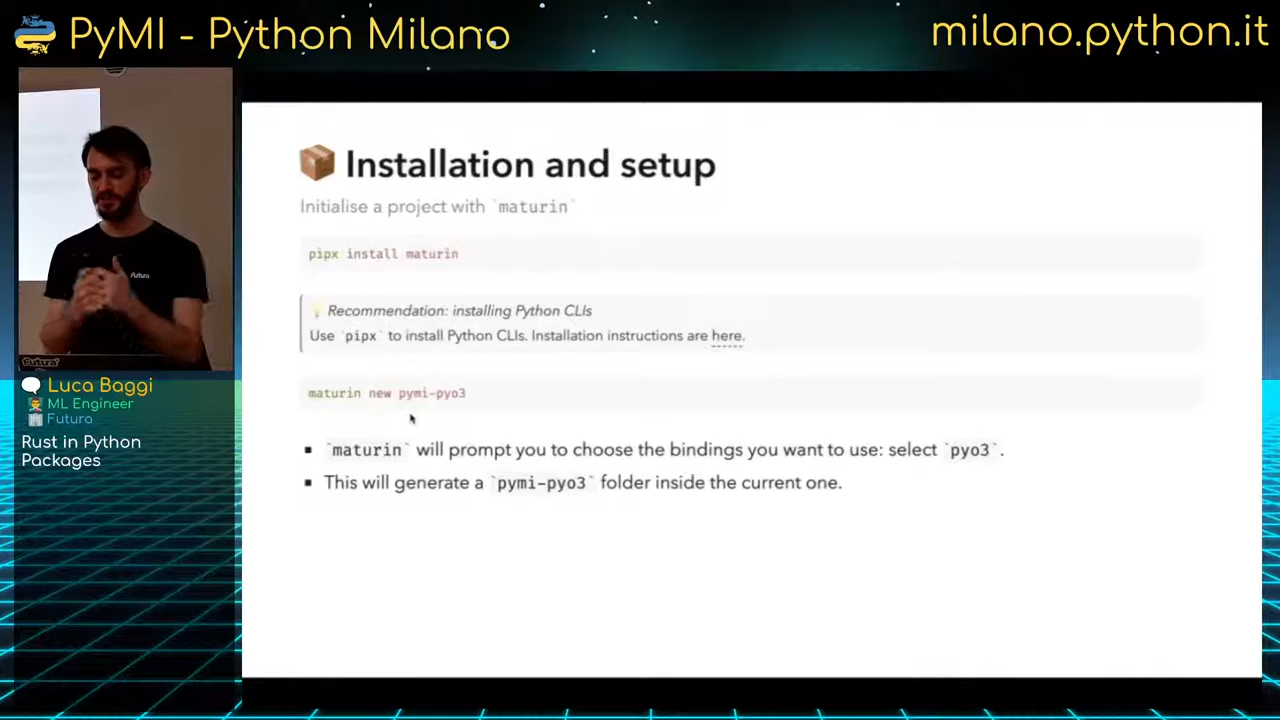 PyMI - Python Milano
milano.python.it
Futura
Futura
Luca Baggi
ML Engineer
Futura
Rust in Python
Packages
Installation and setup
Initialise a project with `maturin`
pipx install maturin
Recommendation: installing Python CLIs
Use `pipx` to install Python CLIs. Installation instructions are here.
maturin new pymi-pyo3
▪ `maturin` will prompt you to choose the bindings you want to use: select `pyo3`.
▪ This will generate a `pymi-pyo3` folder inside the current one.